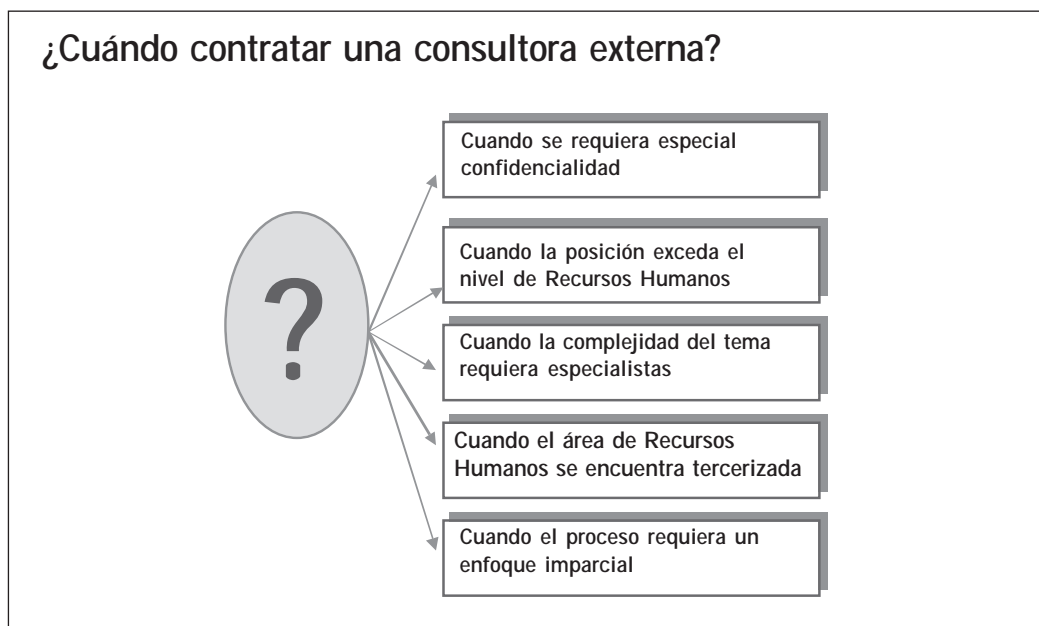 ¿Cuándo contratar una consultora externa?
Cuando se requiera especial
confidencialidad
Cuando la posición exceda el
nivel de Recursos Humanos
?
Cuando la complejidad del tema
requiera especialistas
Cuando el área de Recursos
Humanos se encuentra tercerizada
Cuando el proceso requiera un
enfoque imparcial